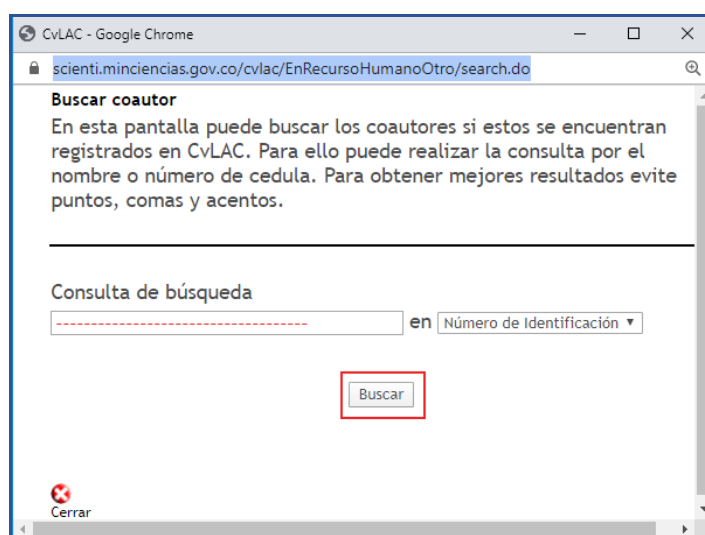 CvLAC - Google Chrome
scienti.minciencias.gov.co/cvlac/EnRecursoHumanoOtro/search.do
Buscar coautor
En esta pantalla puede buscar los coautores si estos se encuentran
registrados en CvLAC. Para ello puede realizar la consulta por el
nombre o número de cedula. Para obtener mejores resultados evite
puntos, comas y acentos.
Consulta de búsqueda
------------------------------------ en Número de Identificación
Buscar
Cerrar